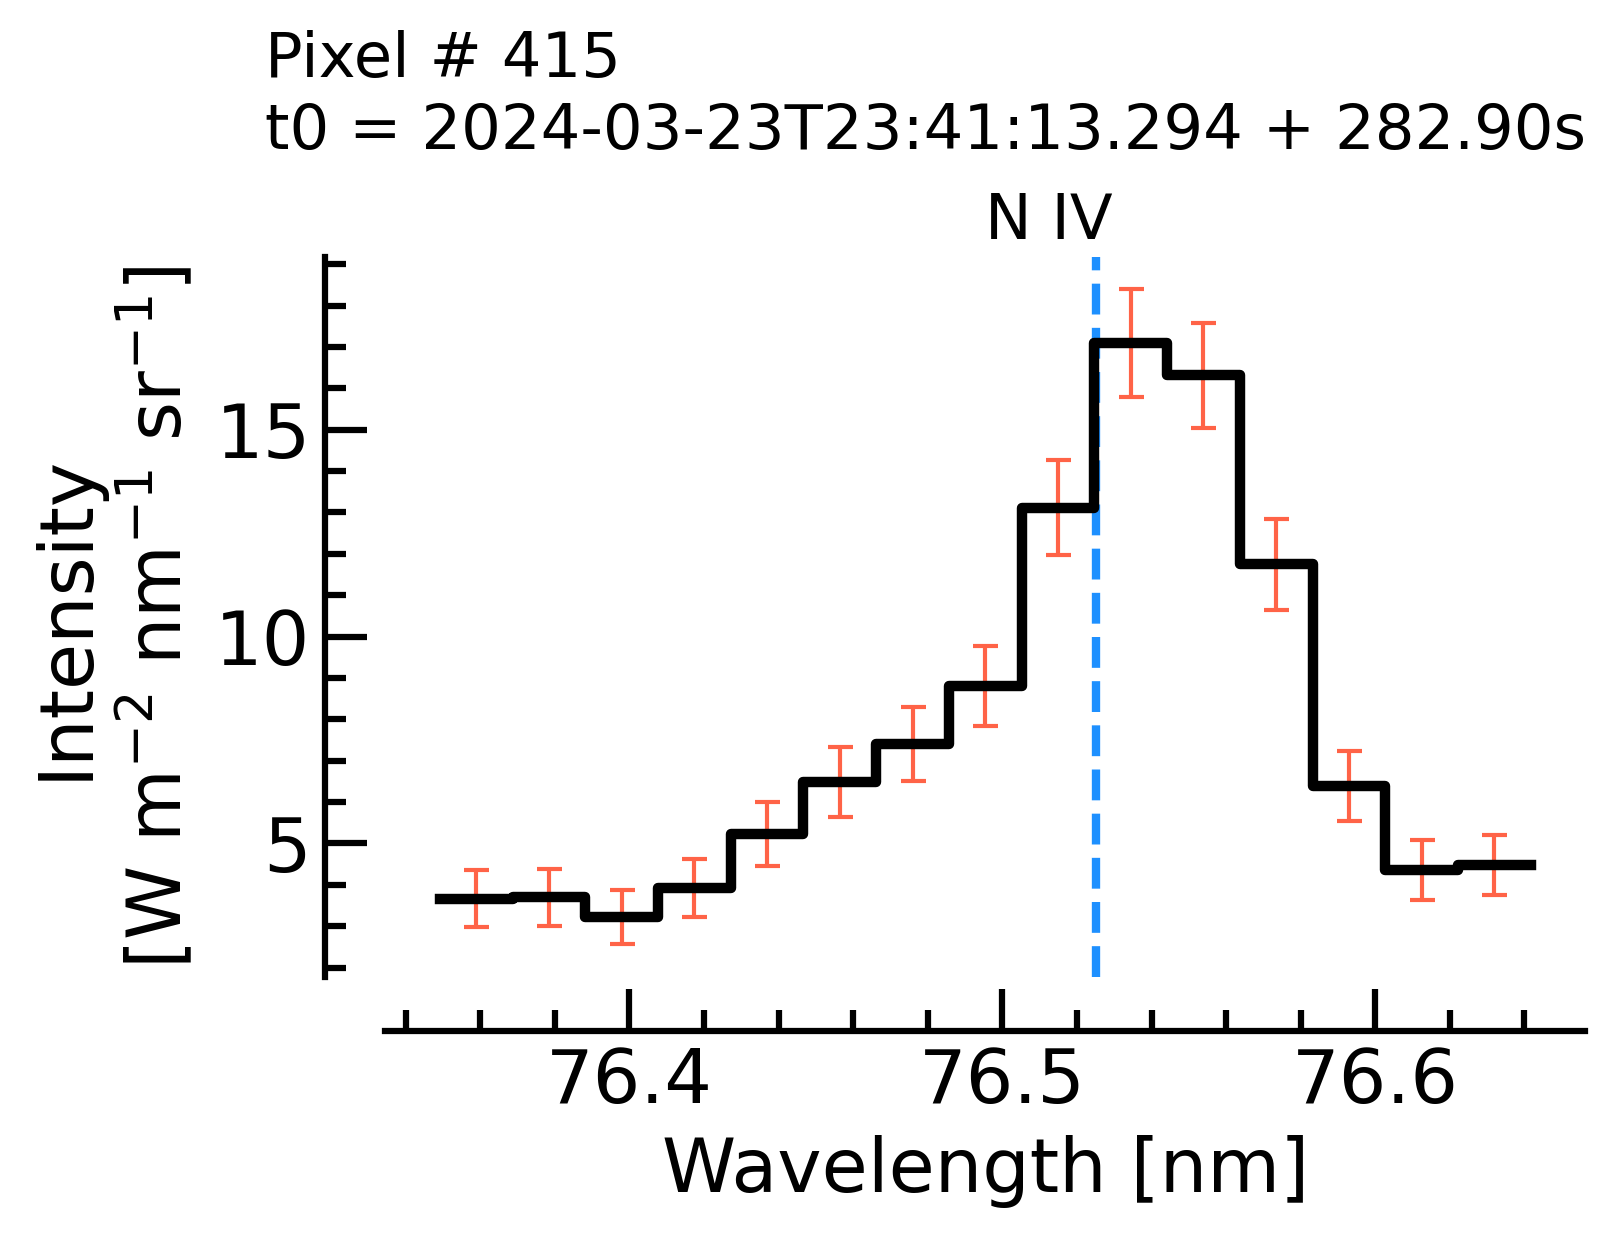 Pixel # 415
t0 = 2024-03-23T23:41:13.294 + 282.90s
N IV
Intensity
[W m⁻² nm⁻¹ sr⁻¹]
15
10
5
76.4 76.5 76.6
Wavelength [nm]